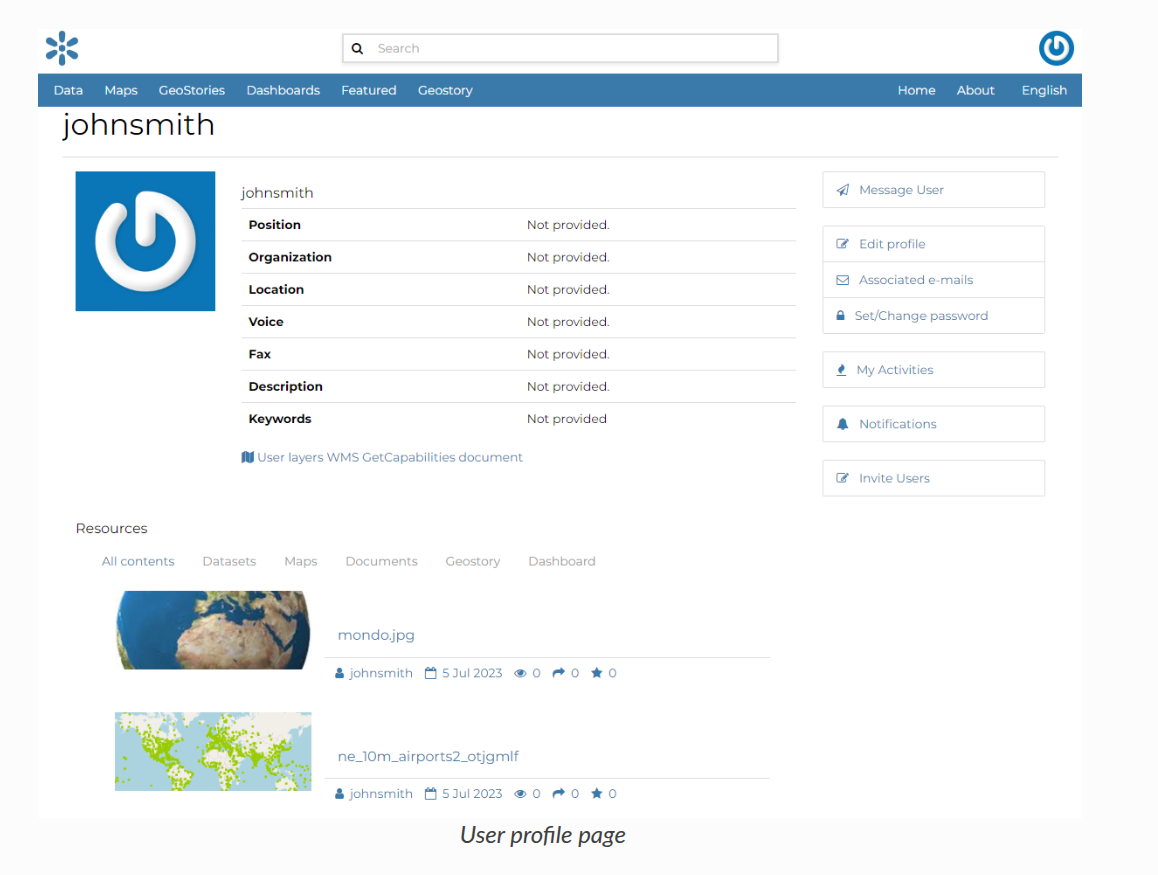 Search
Data Maps GeoStories Dashboards Featured Geostory Home About English
johnsmith
johnsmith
Position Not provided.
Organization Not provided.
Location Not provided.
Voice Not provided.
Fax Not provided.
Description Not provided.
Keywords Not provided
User layers WMS GetCapabilities document
Message User
Edit profile
Associated e-mails
Set/Change password
My Activities
Notifications
Invite Users
Resources
All contents Datasets Maps Documents Geostory Dashboard
mondo.jpg
johnsmith 5 Jul 2023 0 0 0
ne_10m_airports2_otjgmlf
johnsmith 5 Jul 2023 0 0 0
User profile page